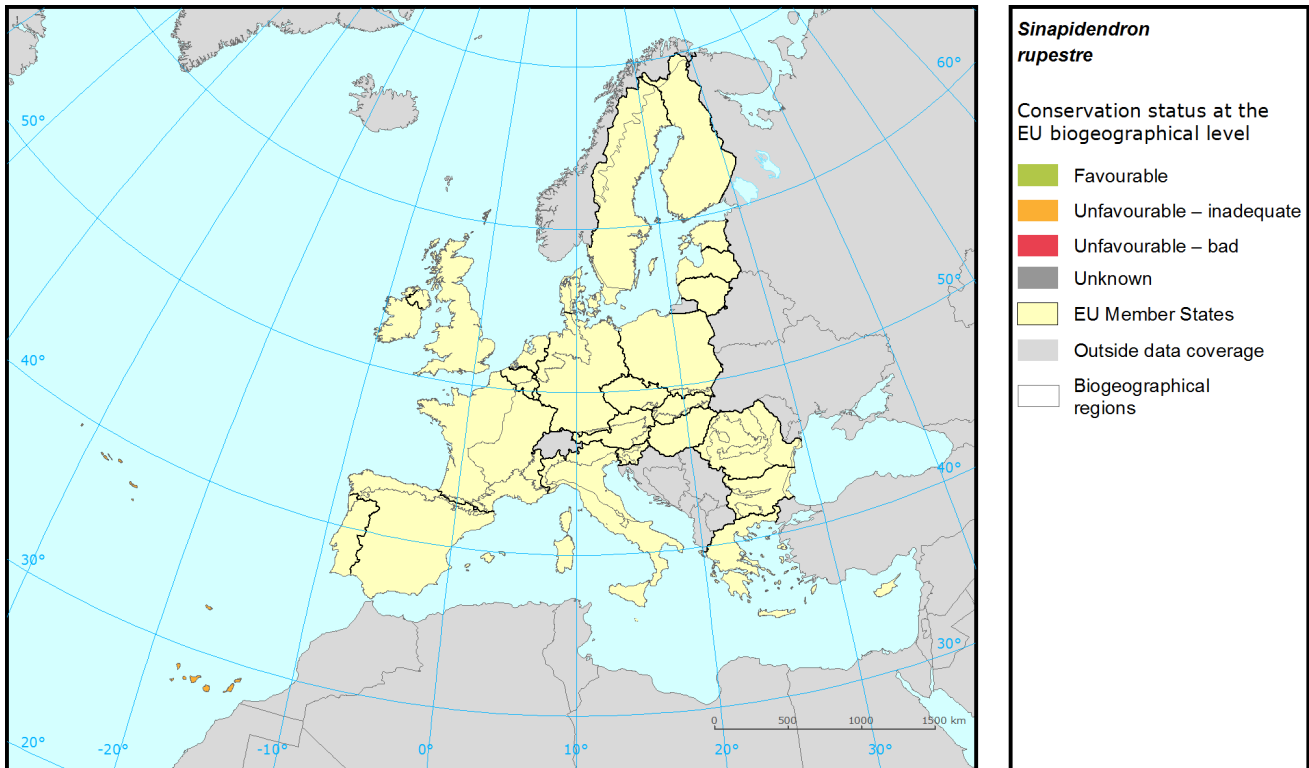 Sinapidendron
rupestre
Conservation status at the
EU biogeographical level
Favourable
Unfavourable – inadequate
Unfavourable – bad
Unknown
EU Member States
Outside data coverage
Biogeographical
regions
60°
50°
50°
40°
40°
30°
30°
20°
-20°
-10°
0°
10°
20°
30°
0 500 1000 1500 km